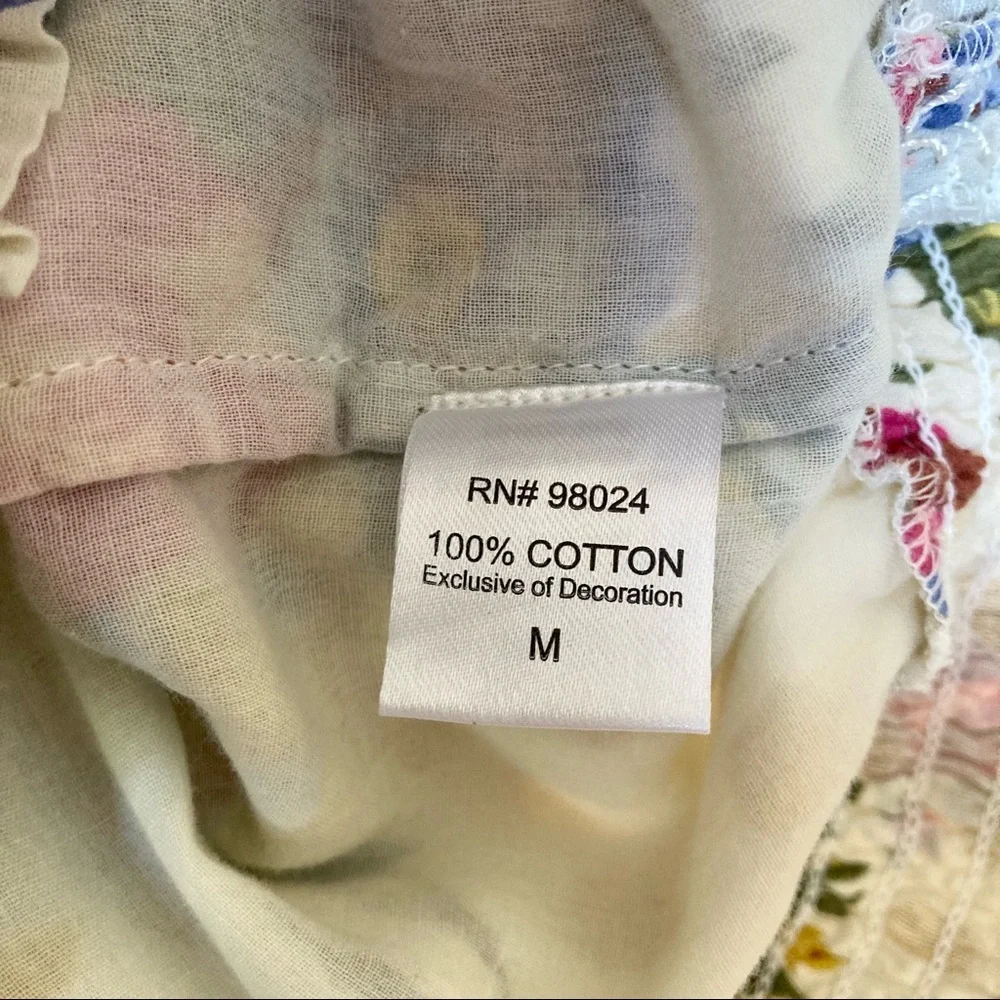 RN# 98024
100% COTTON
Exclusive of Decoration
M